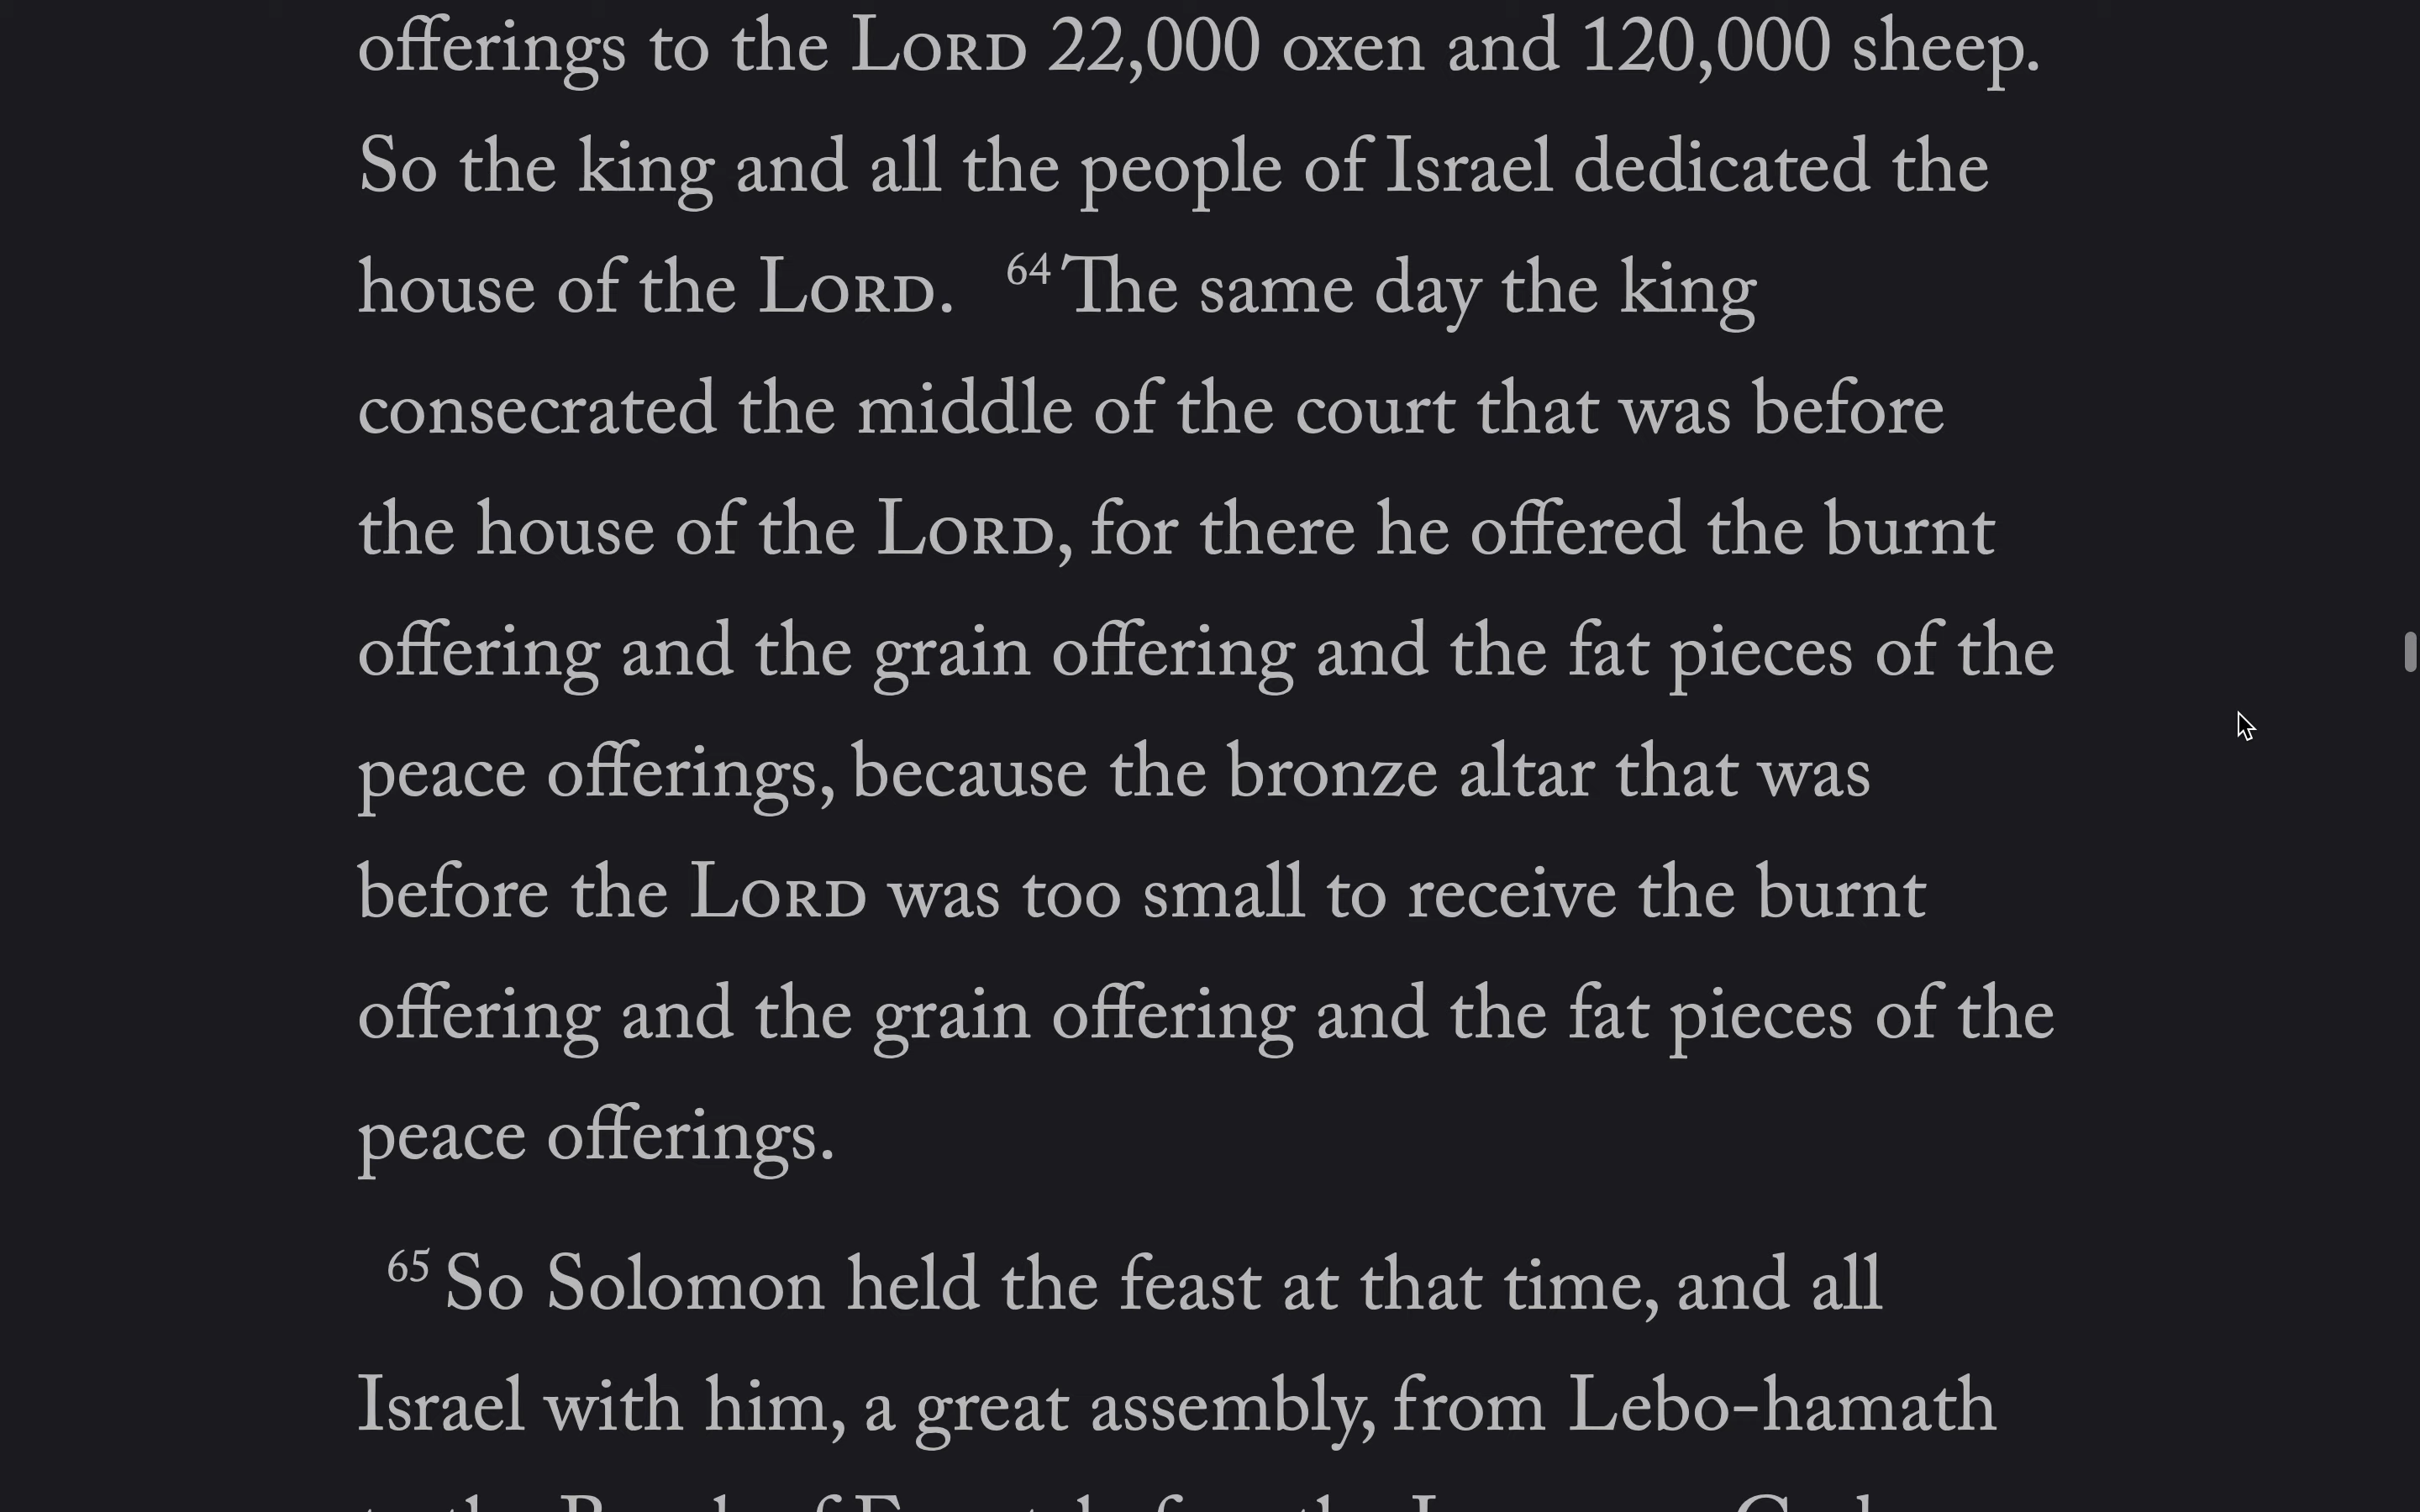 offerings to the LORD 22,000 oxen and 120,000 sheep.
So the king and all the people of Israel dedicated the
house of the LORD. 64 The same day the king
consecrated the middle of the court that was before
the house of the LORD, for there he offered the burnt
offering and the grain offering and the fat pieces of the
peace offerings, because the bronze altar that was
before the LORD was too small to receive the burnt
offering and the grain offering and the fat pieces of the
peace offerings.
65 So Solomon held the feast at that time, and all
Israel with him, a great assembly, from Lebo-hamath